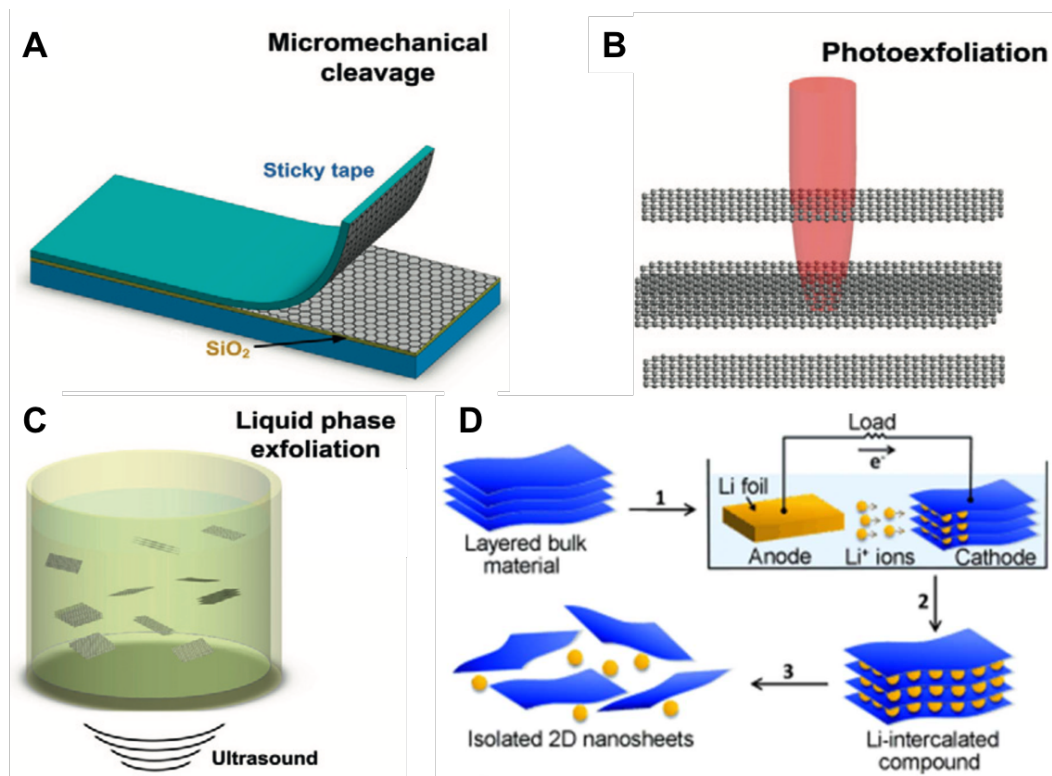 A
Micromechanical
cleavage
Sticky tape
SiO₂
B
Photoexfoliation
C
Liquid phase
exfoliation
Ultrasound
D
Load
e⁻
Li foil
Anode
Li⁺ ions
Cathode
1
Layered bulk
material
2
3
Isolated 2D nanosheets
Li-intercalated
compound